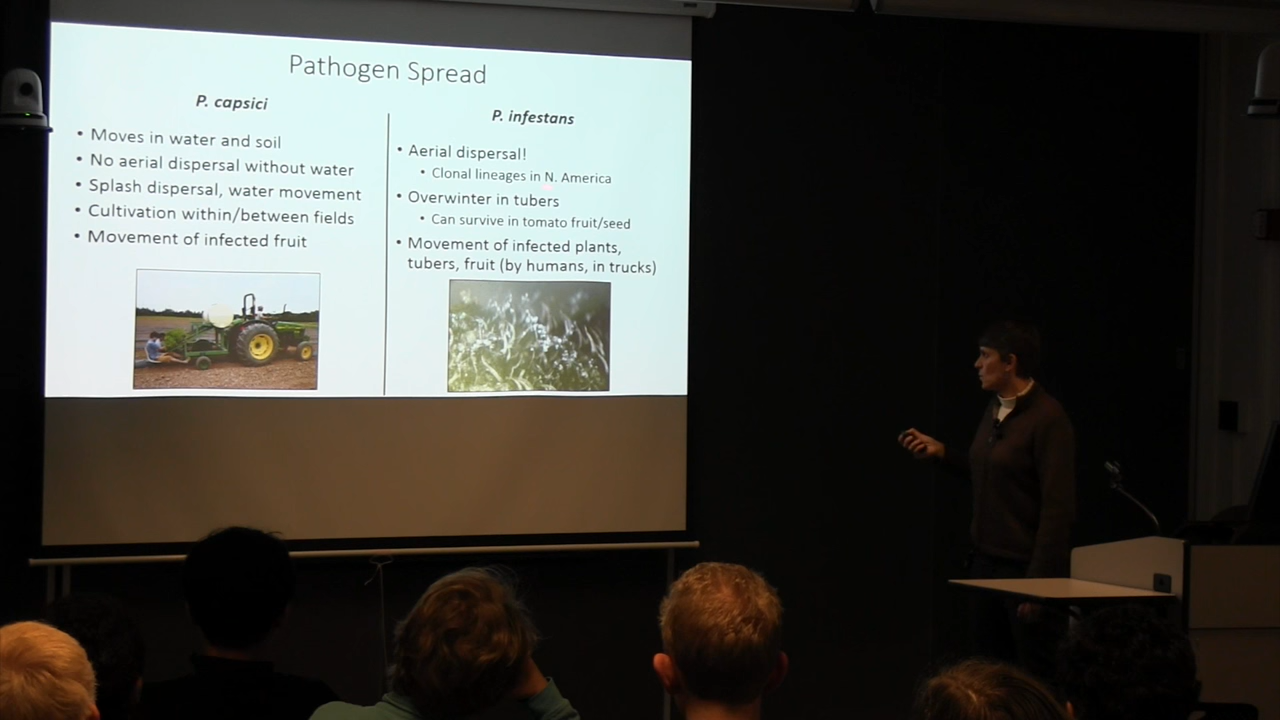 Pathogen Spread
P. capsici
• Moves in water and soil
• No aerial dispersal without water
• Splash dispersal, water movement
• Cultivation within/between fields
• Movement of infected fruit
P. infestans
• Aerial dispersal!
• Clonal lineages in N. America
• Overwinter in tubers
• Can survive in tomato fruit/seed
• Movement of infected plants,
tubers, fruit (by humans, in trucks)